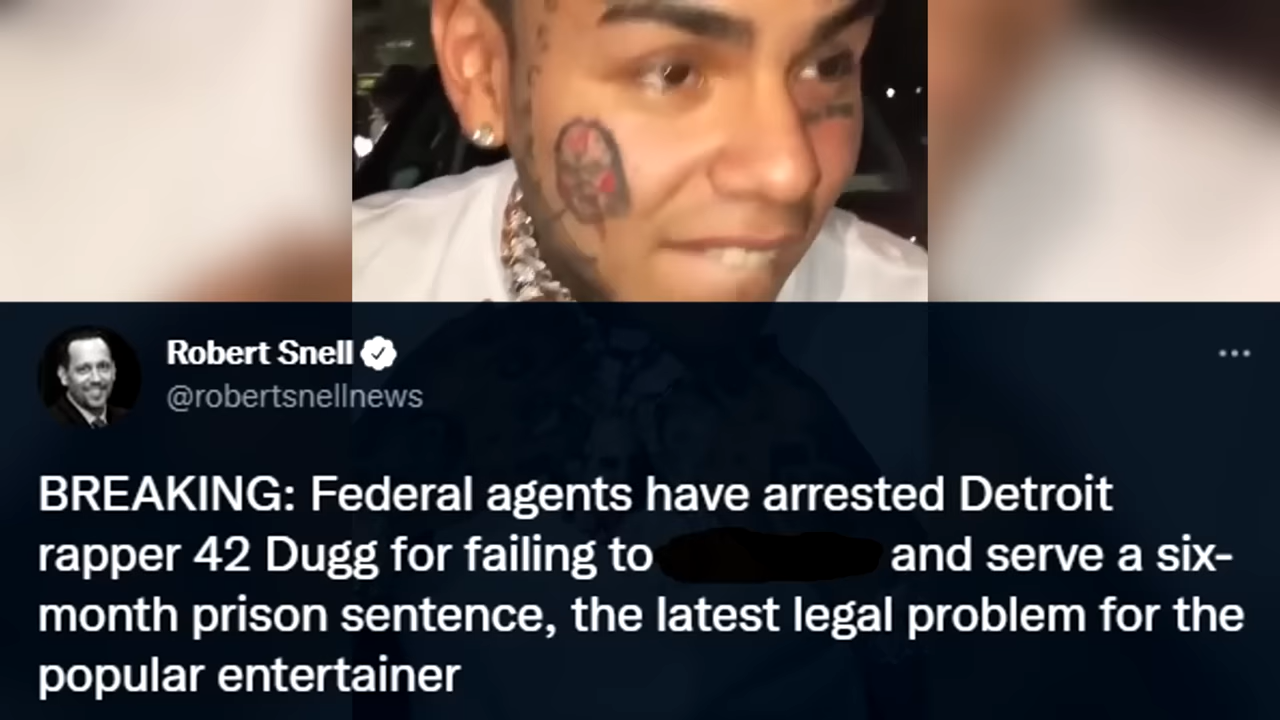 Robert Snell
@robertsnellnews
BREAKING: Federal agents have arrested Detroit
rapper 42 Dugg for failing to and serve a six-
month prison sentence, the latest legal problem for the
popular entertainer